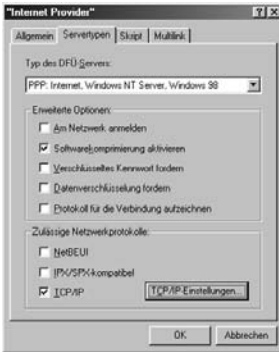 "Internet Provider"
Allgemein Servertypen Skript Multilink
Typ des DFÜ-Servers:
PPP: Internet, Windows NT Server, Windows 98
Erweiterte Optionen:
Am Netzwerk anmelden
Softwarekomprimierung aktivieren
Verschlüsseltes Kennwort fordern
Datenverschlüsselung fordern
Protokoll für die Verbindung aufzeichnen
Zulässige Netzwerkprotokolle:
NetBEUI
IPX/SPX-kompatibel
TCP/IP TCP/IP-Einstellungen...
OK Abbrechen